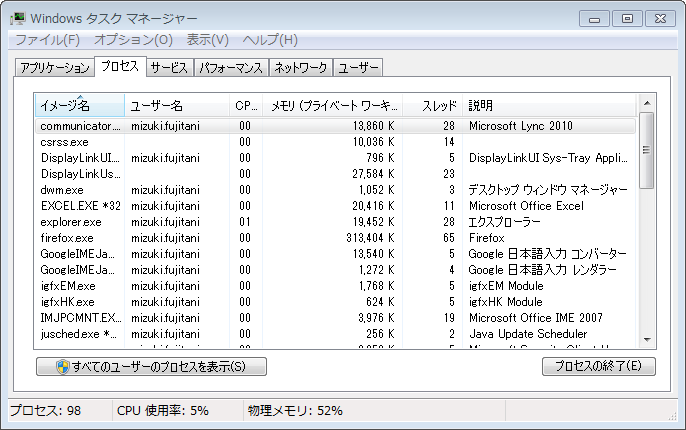 Windows タスク マネージャー
ファイル(F) オプション(O) 表示(V) ヘルプ(H)
アプリケーション プロセス サービス パフォーマンス ネットワーク ユーザー
イメージ名 ユーザー名 CP... メモリ (プライベート ワーキ... スレッド 説明
communicator.... mizuki.fujitani 00 13,860 K 28 Microsoft Lync 2010
csrss.exe 00 10,036 K 14
DisplayLinkUI.... mizuki.fujitani 00 796 K 5 DisplayLinkUI Sys-Tray Appli...
DisplayLinkUs... 00 27,584 K 23
dwm.exe mizuki.fujitani 00 1,052 K 3 デスクトップ ウィンドウ マネージャー
EXCEL.EXE *32 mizuki.fujitani 00 20,416 K 11 Microsoft Office Excel
explorer.exe mizuki.fujitani 01 19,452 K 28 エクスプローラー
firefox.exe mizuki.fujitani 00 313,404 K 65 Firefox
GoogleIMEJa... mizuki.fujitani 00 13,540 K 5 Google 日本語入力 コンバーター
GoogleIMEJa... mizuki.fujitani 00 1,272 K 4 Google 日本語入力 レンダラー
igfxEM.exe mizuki.fujitani 00 1,768 K 5 igfxEM Module
igfxHK.exe mizuki.fujitani 00 624 K 5 igfxHK Module
IMJPCMNT.EX... mizuki.fujitani 00 3,976 K 19 Microsoft Office IME 2007
jusched.exe *... mizuki.fujitani 00 256 K 2 Java Update Scheduler
すべてのユーザーのプロセスを表示(S) プロセスの終了(E)
プロセス: 98 CPU 使用率: 5% 物理メモリ: 52%